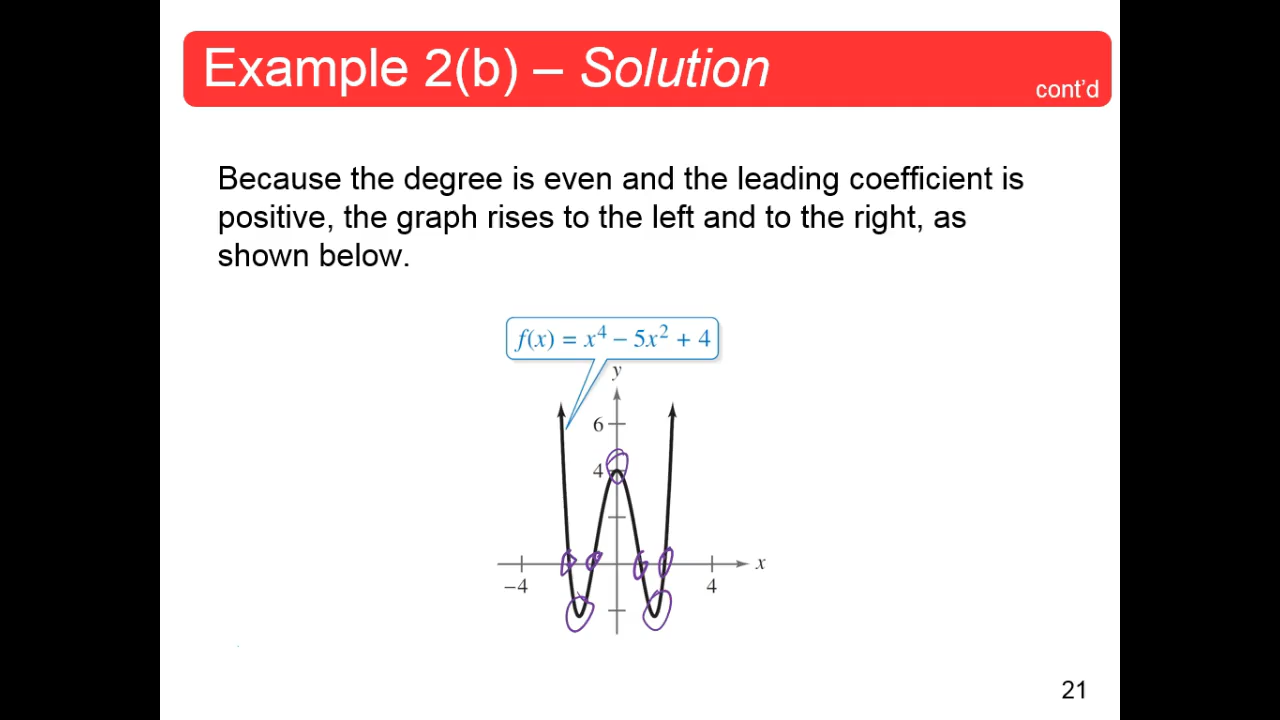 Example 2(b) – Solution
cont’d
Because the degree is even and the leading coefficient is
positive, the graph rises to the left and to the right, as
shown below.
f(x) = x⁴ – 5x² + 4
y
6
4
x
−4
4
21